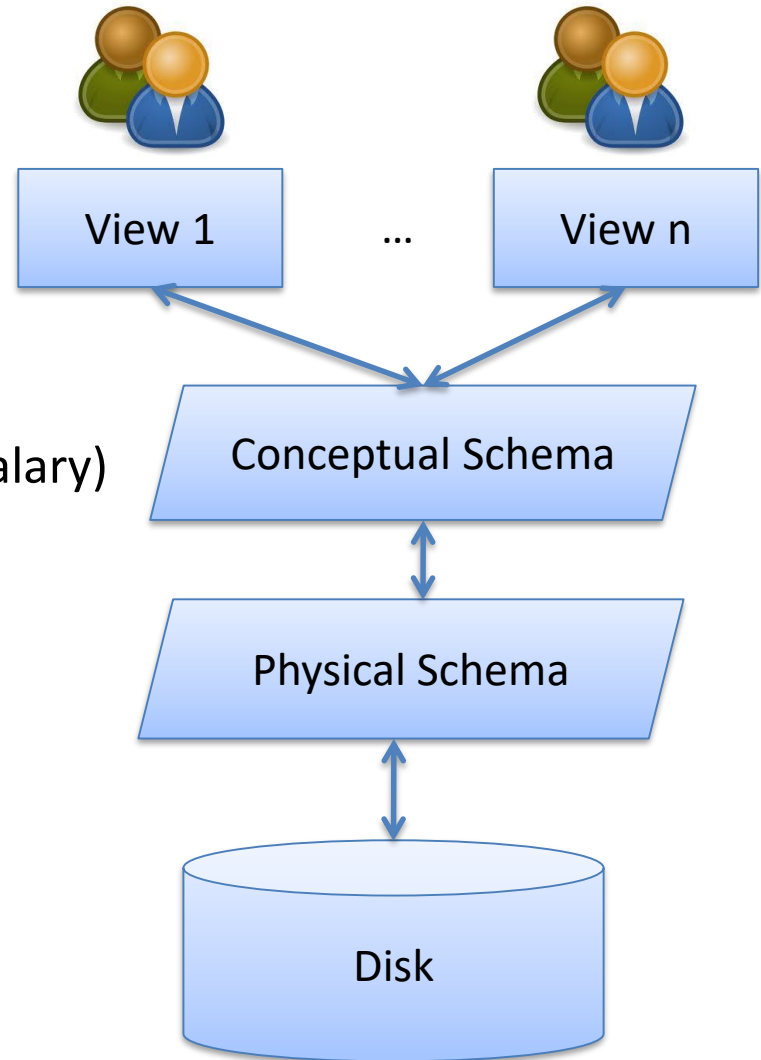 View 1
...
View n
alary)
Conceptual Schema
Physical Schema
Disk